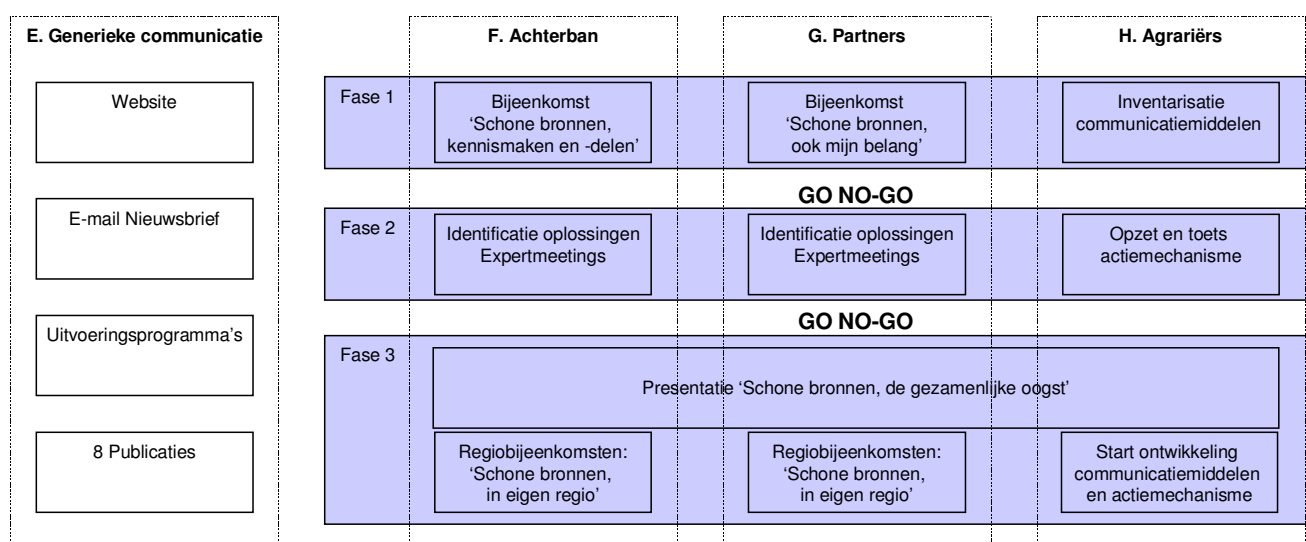 E. Generieke communicatie
F. Achterban
G. Partners
H. Agrariërs
Website
E-mail Nieuwsbrief
Uitvoeringsprogramma's
8 Publicaties
Fase 1
Bijeenkomst
‘Schone bronnen,
kennismaken en -delen’
Bijeenkomst
‘Schone bronnen,
ook mijn belang’
Inventarisatie
communicatiemiddelen
GO NO-GO
Fase 2
Identificatie oplossingen
Expertmeetings
Identificatie oplossingen
Expertmeetings
Opzet en toets
actiemechanisme
GO NO-GO
Fase 3
Presentatie ‘Schone bronnen, de gezamenlijke oogst’
Regiobijeenkomsten:
‘Schone bronnen,
in eigen regio’
Regiobijeenkomsten:
‘Schone bronnen,
in eigen regio’
Start ontwikkeling
communicatiemiddelen
en actiemechanisme